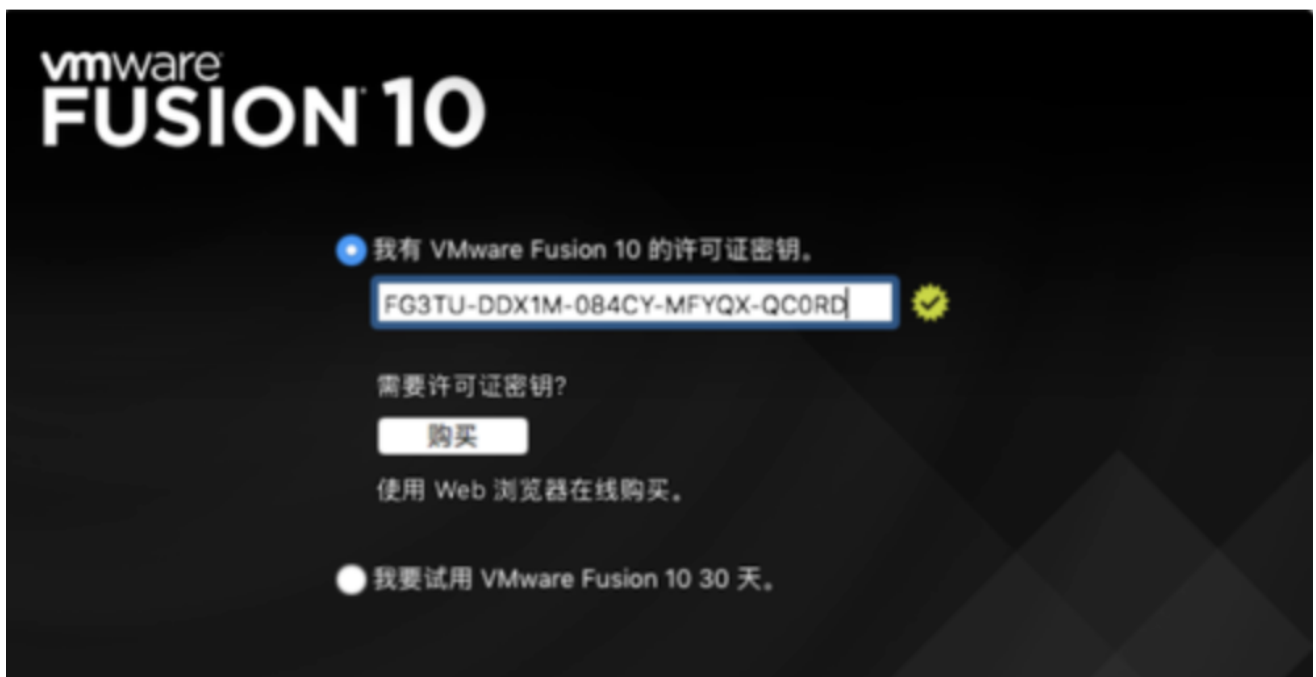 vmware
FUSION 10
我有 VMware Fusion 10 的许可证密钥。
FG3TU-DDX1M-084CY-MFYQX-QC0RD
需要许可证密钥?
购买
使用 Web 浏览器在线购买。
我要试用 VMware Fusion 10 30 天。